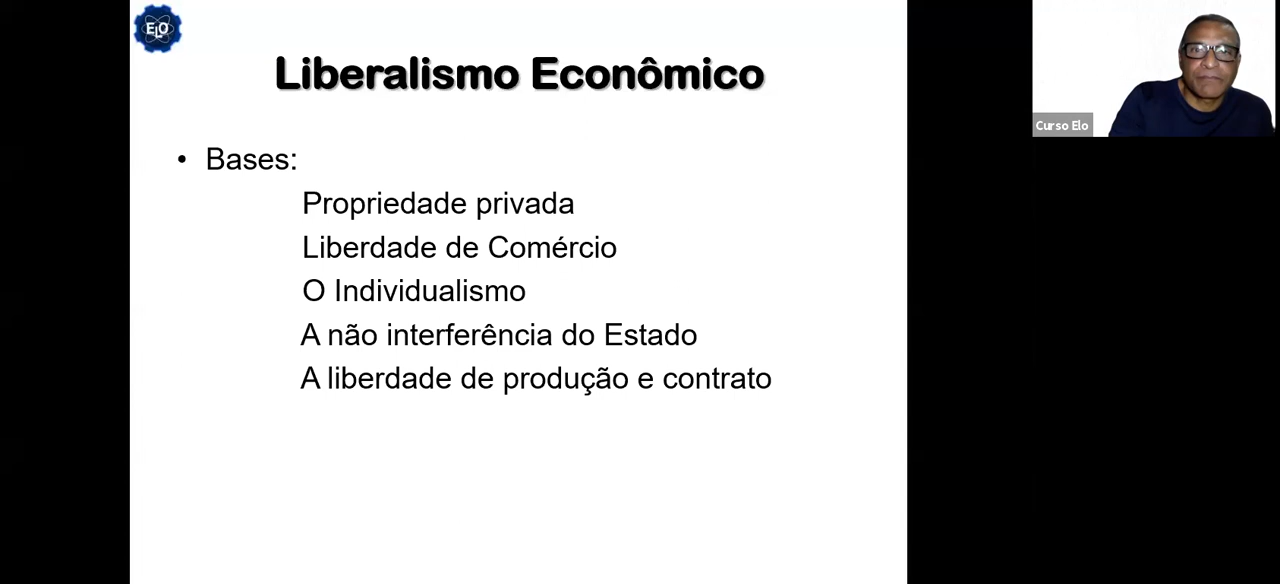 ELO
Liberalismo Econômico
• Bases:
Propriedade privada
Liberdade de Comércio
O Individualismo
A não interferência do Estado
A liberdade de produção e contrato
Curso Elo